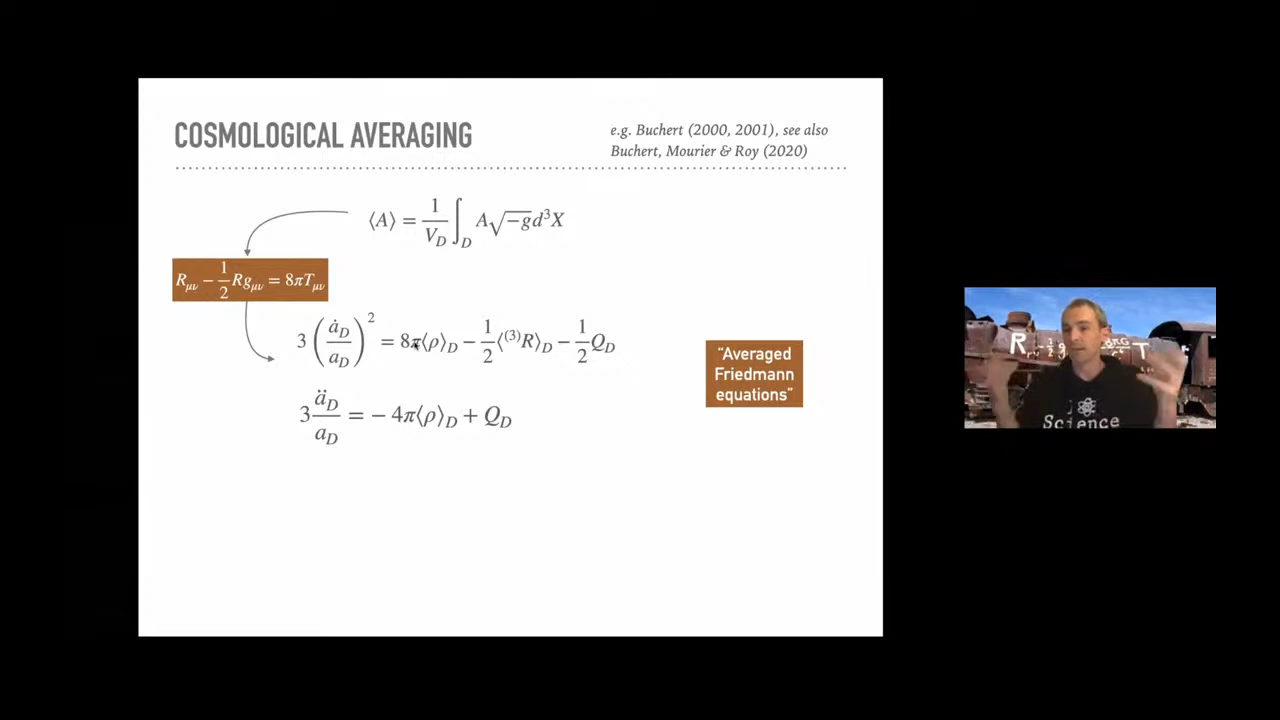 COSMOLOGICAL AVERAGING
e.g. Buchert (2000, 2001), see also
Buchert, Mourier & Roy (2020)
⟨A⟩ = 1/V_D ∫_D A√−g d³X
R_μν − 1/2 Rg_μν = 8πT_μν
3 (ȧ_D/a_D)² = 8π⟨ρ⟩_D − 1/2⟨⁽³⁾R⟩_D − 1/2 Q_D
"Averaged
Friedmann
equations"
3 ä_D/a_D = − 4π⟨ρ⟩_D + Q_D
Science